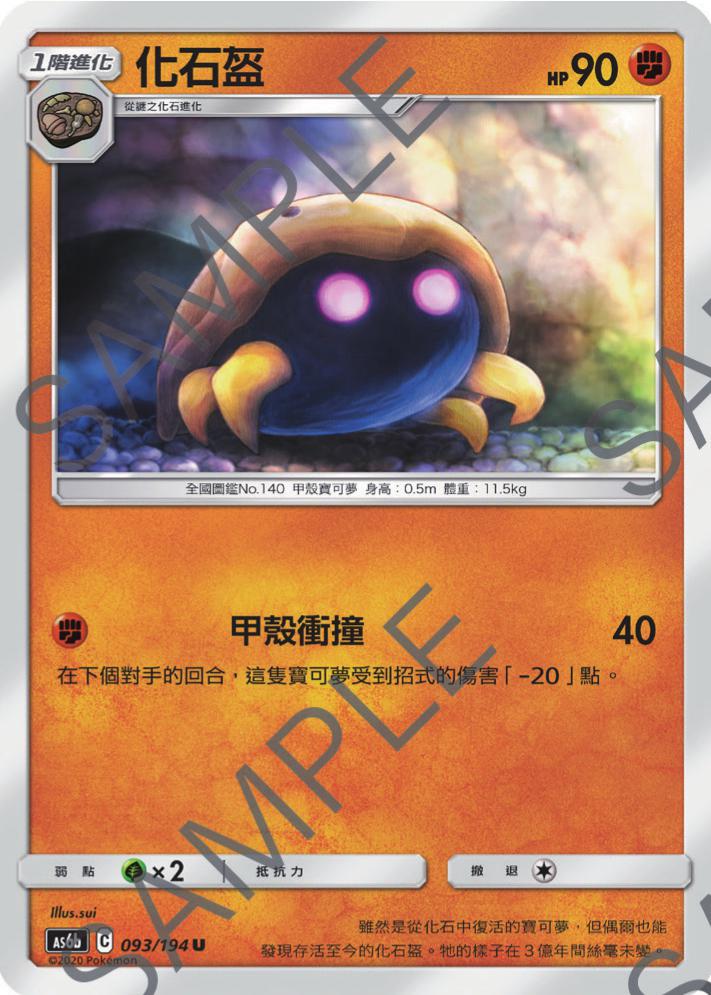 1階進化
化石盔
HP 90
從謎之化石進化
全國圖鑑No.140 甲殼寶可夢 身高：0.5m 體重：11.5kg
甲殼衝撞 40
在下個對手的回合，這隻寶可夢受到招式的傷害「-20」點。
弱點 ×2 抵抗力 撤退
Illus.sui
AS6b C 093/194 U
©2020 Pokémon
雖然是從化石中復活的寶可夢，但偶爾也能
發現存活至今的化石盔。牠的樣子在３億年間絲毫未變。
SAMPLE
SAMPLE
SA